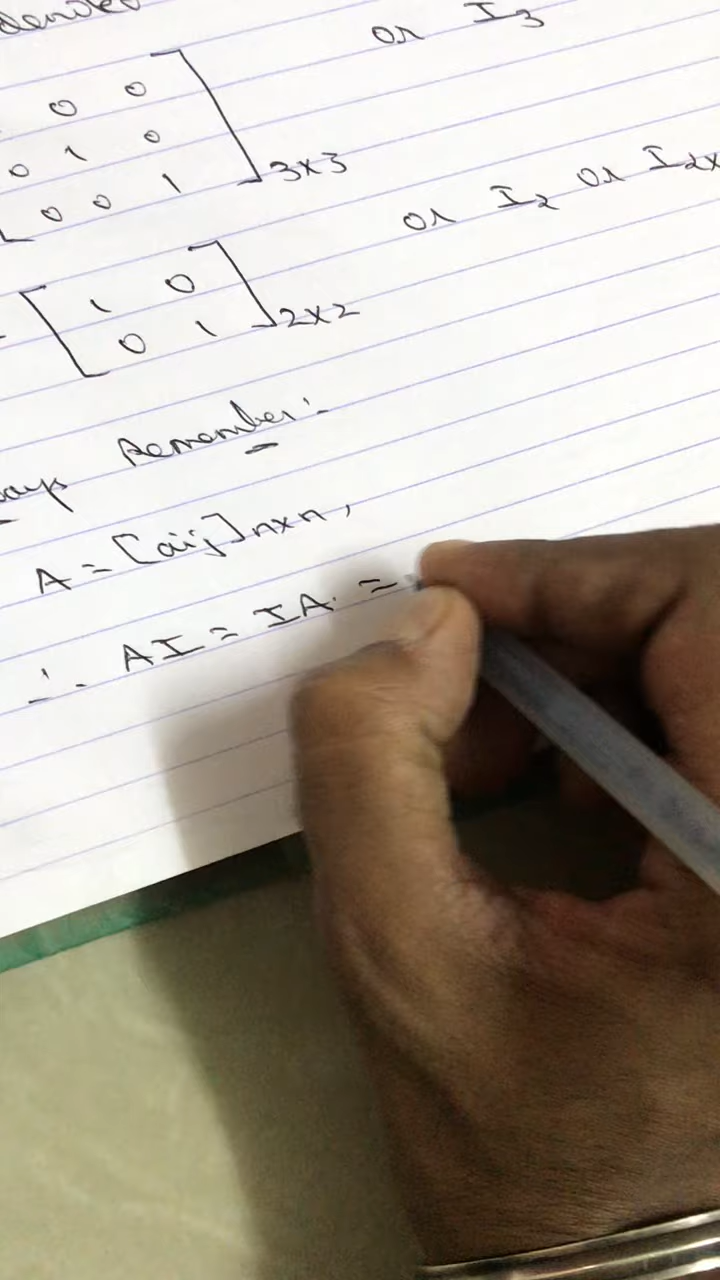 or I3
0 0
0 1 0
0 0 1 ]3x3
[ 1 0
0 1 ]2x2 or I2 or I2x
Remember:-
A = [aij]nxn,
∴ AI = IA =